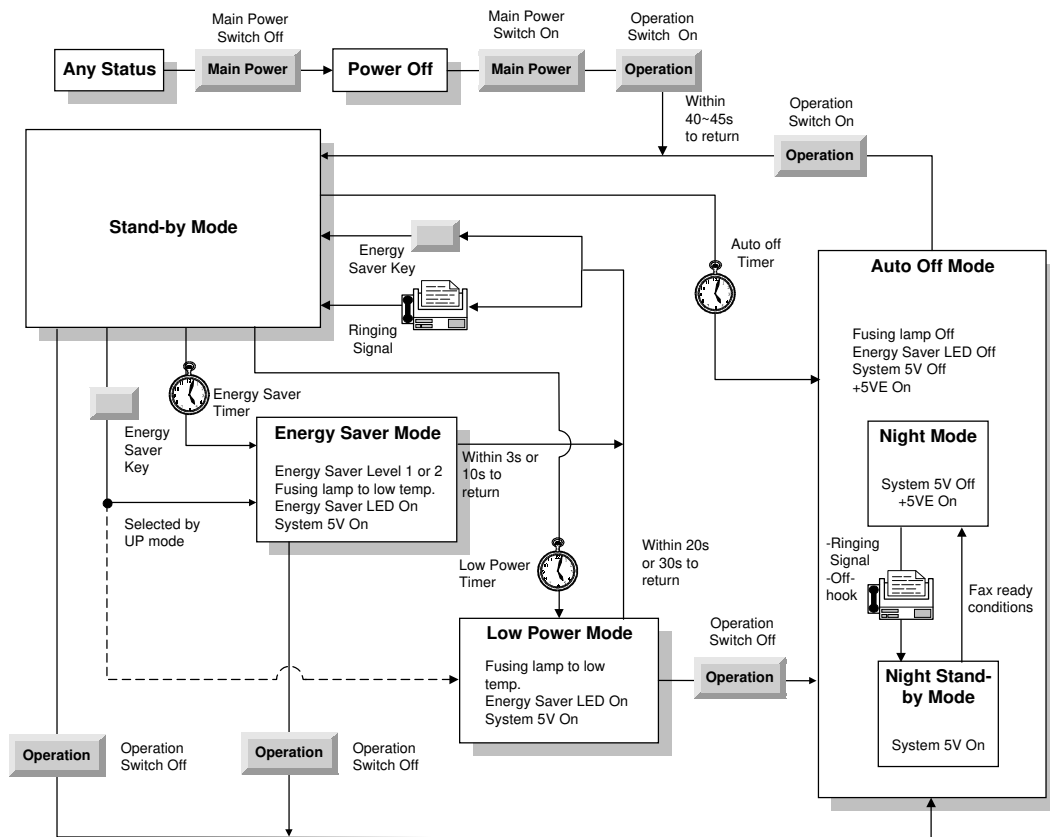 Main Power
Switch Off
Main Power
Switch On
Operation
Switch On
Any Status
Main Power
Power Off
Main Power
Operation
Within
40~45s
to return
Operation
Switch On
Operation
Stand-by Mode
Energy
Saver Key
Ringing
Signal
Auto off
Timer
Auto Off Mode
Fusing lamp Off
Energy Saver LED Off
System 5V Off
+5VE On
Energy Saver
Timer
Energy
Saver
Key
Energy Saver Mode
Energy Saver Level 1 or 2
Fusing lamp to low temp.
Energy Saver LED On
System 5V On
Within 3s or
10s to
return
Selected by
UP mode
Night Mode
System 5V Off
+5VE On
Low Power
Timer
Within 20s
or 30s to
return
-Ringing
Signal
-Off-
hook
Fax ready
conditions
Low Power Mode
Fusing lamp to low
temp.
Energy Saver LED On
System 5V On
Operation
Switch Off
Operation
Night Stand-
by Mode
System 5V On
Operation
Operation
Switch Off
Operation
Operation
Switch Off